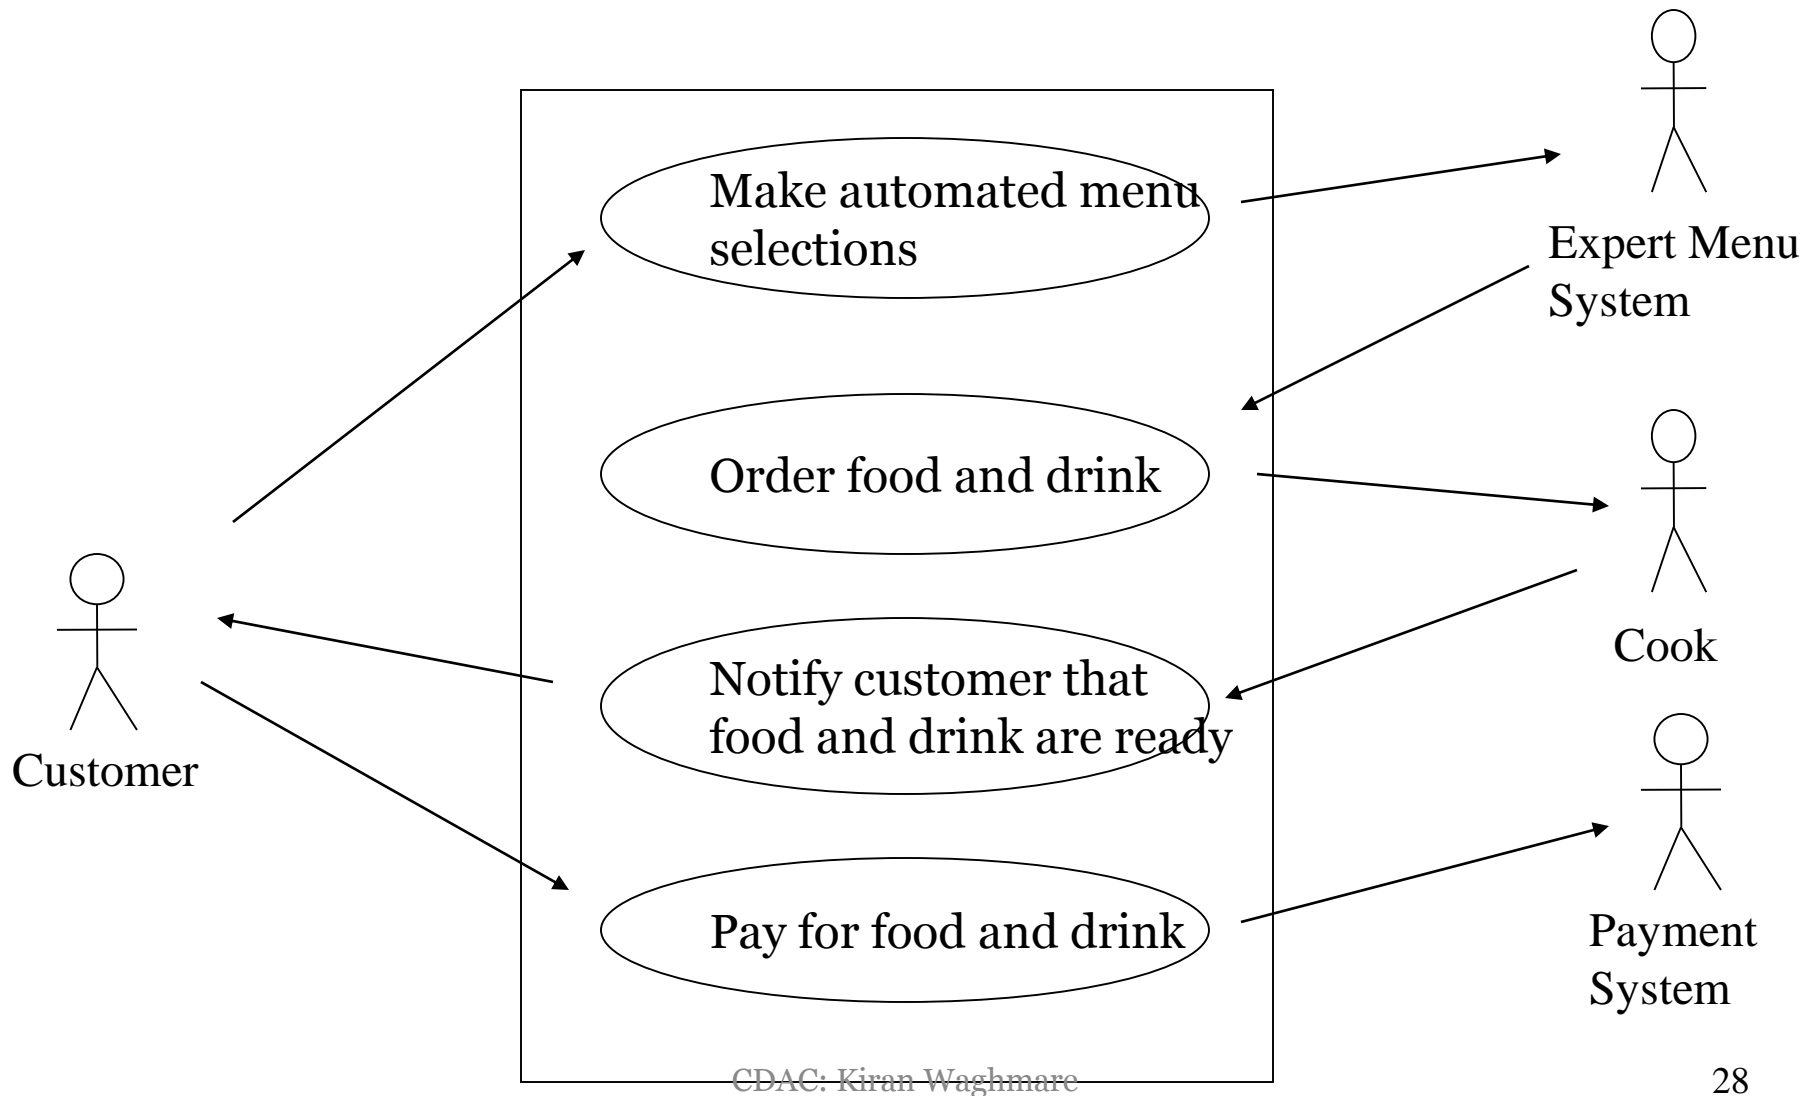 Make automated menu
selections
Expert Menu
System
Order food and drink
Cook
Notify customer that
food and drink are ready
Customer
Pay for food and drink
Payment
System
CDAC: Kiran Waghmare
28